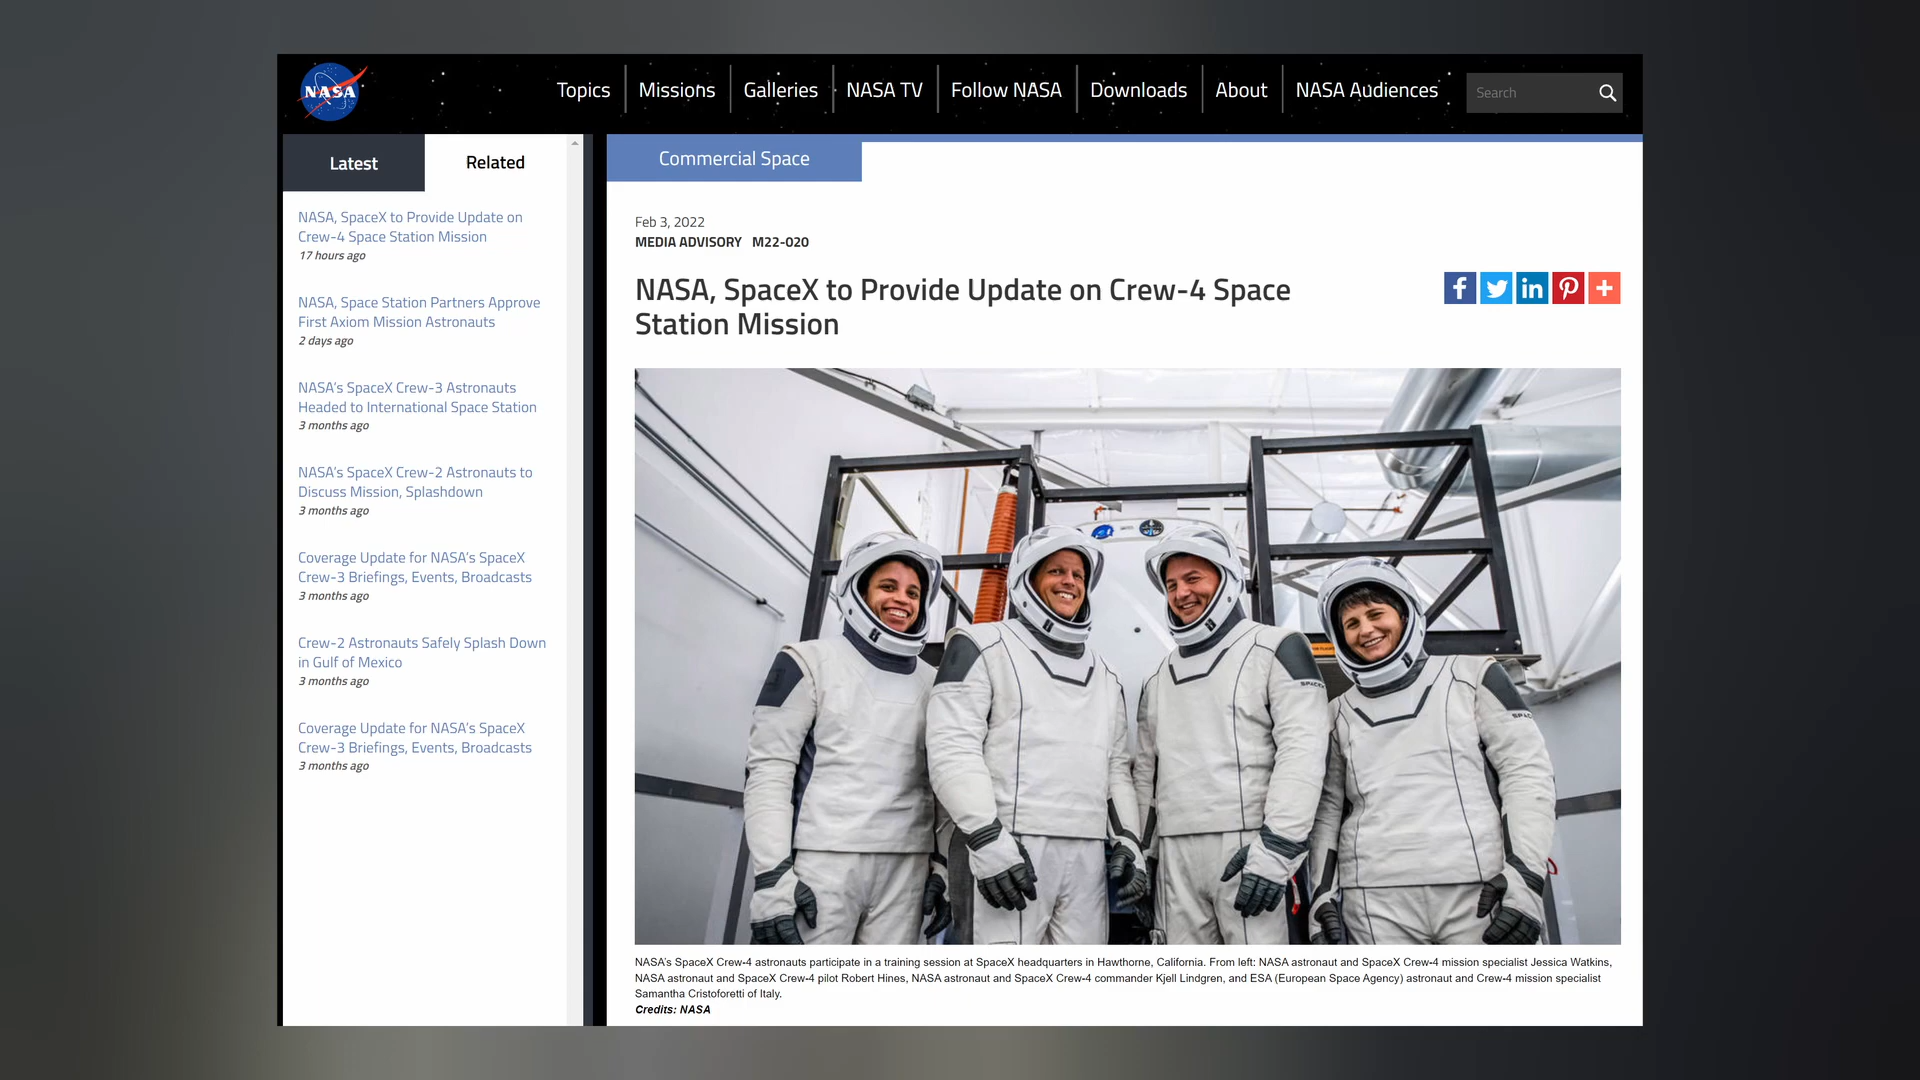 NASA
Topics
Missions
Galleries
NASA TV
Follow NASA
Downloads
About
NASA Audiences
Search
Latest
Related
NASA, SpaceX to Provide Update on
Crew-4 Space Station Mission
17 hours ago
NASA, Space Station Partners Approve
First Axiom Mission Astronauts
2 days ago
NASA's SpaceX Crew-3 Astronauts
Headed to International Space Station
3 months ago
NASA's SpaceX Crew-2 Astronauts to
Discuss Mission, Splashdown
3 months ago
Coverage Update for NASA's SpaceX
Crew-3 Briefings, Events, Broadcasts
3 months ago
Crew-2 Astronauts Safely Splash Down
in Gulf of Mexico
3 months ago
Coverage Update for NASA's SpaceX
Crew-3 Briefings, Events, Broadcasts
3 months ago
Commercial Space
Feb 3, 2022
MEDIA ADVISORY M22-020
NASA, SpaceX to Provide Update on Crew-4 Space
Station Mission
SPACEX
NASA's SpaceX Crew-4 astronauts participate in a training session at SpaceX headquarters in Hawthorne, California. From left: NASA astronaut and SpaceX Crew-4 mission specialist Jessica Watkins,
NASA astronaut and SpaceX Crew-4 pilot Robert Hines, NASA astronaut and SpaceX Crew-4 commander Kjell Lindgren, and ESA (European Space Agency) astronaut and Crew-4 mission specialist
Samantha Cristoforetti of Italy.
Credits: NASA